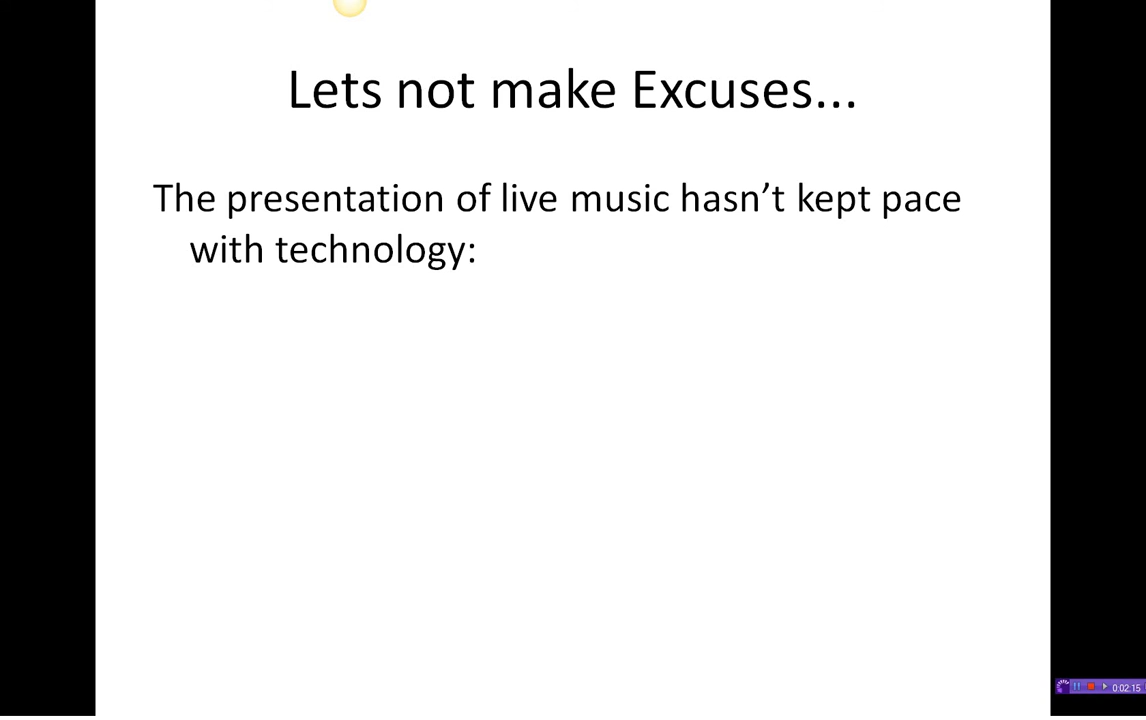 Lets not make Excuses...
The presentation of live music hasn’t kept pace
with technology:
0:02:15